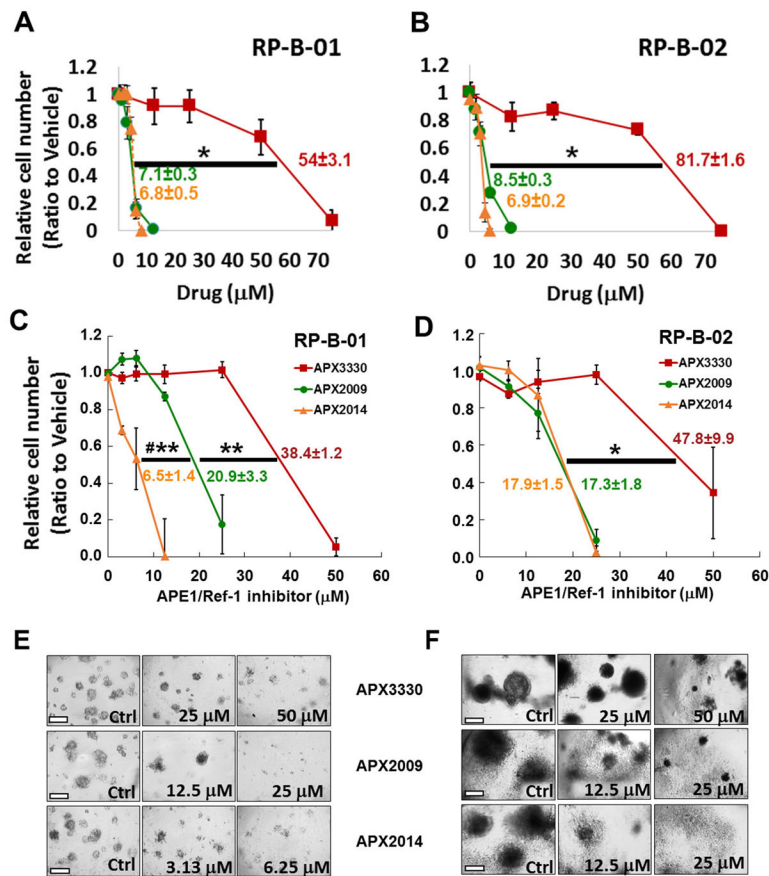 A
RP-B-01
Relative cell number
(Ratio to Vehicle)
1.2
1
0.8
0.6
0.4
0.2
0
*
7.1±0.3
6.8±0.5
54±3.1
0 10 20 30 40 50 60 70
Drug (μM)
B
RP-B-02
1.2
1
0.8
0.6
0.4
0.2
0
*
8.5±0.3
6.9±0.2
81.7±1.6
0 10 20 30 40 50 60 70
Drug (μM)
C
RP-B-01
APX3330
APX2009
APX2014
Relative cell number
(Ratio to Vehicle)
1.2
1.0
0.8
0.6
0.4
0.2
0.0
#**
**
6.5±1.4
20.9±3.3
38.4±1.2
0 10 20 30 40 50 60
APE1/Ref-1 inhibitor (μM)
D
RP-B-02
APX3330
APX2009
APX2014
1.2
1.0
0.8
0.6
0.4
0.2
0.0
*
17.9±1.5
17.3±1.8
47.8±9.9
0 10 20 30 40 50 60
APE1/Ref-1 inhibitor (μM)
E
Ctrl 25 μM 50 μM
Ctrl 12.5 μM 25 μM
Ctrl 3.13 μM 6.25 μM
APX3330
APX2009
APX2014
F
Ctrl 25 μM 50 μM
Ctrl 12.5 μM 25 μM
Ctrl 12.5 μM 25 μM